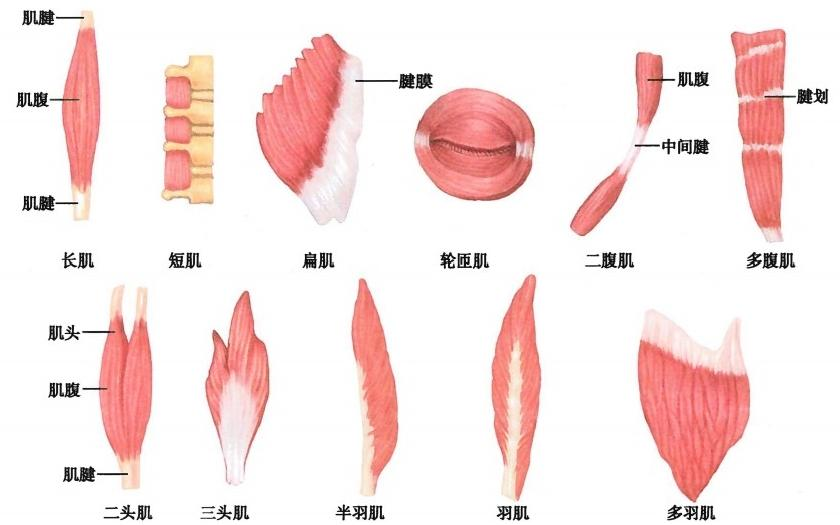 肌腱
肌腹
肌腱
腱膜
肌腹
中间腱
腱划
长肌
短肌
扁肌
轮匝肌
二腹肌
多腹肌
肌头
肌腹
肌腱
二头肌
三头肌
半羽肌
羽肌
多羽肌